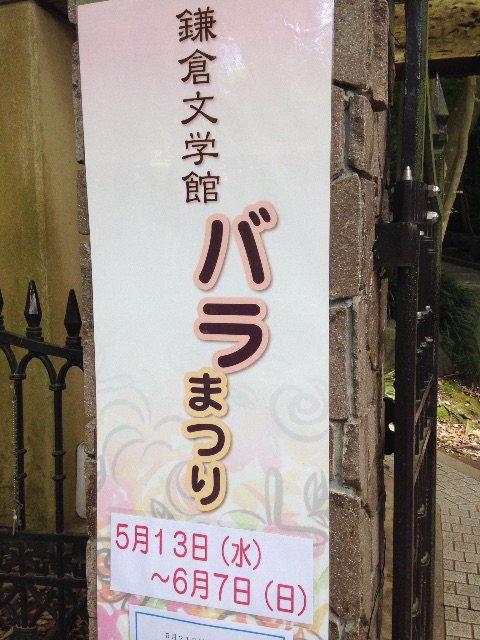 鎌倉文学館
バラ
まつり
5月13日（水）
～6月7日（日）